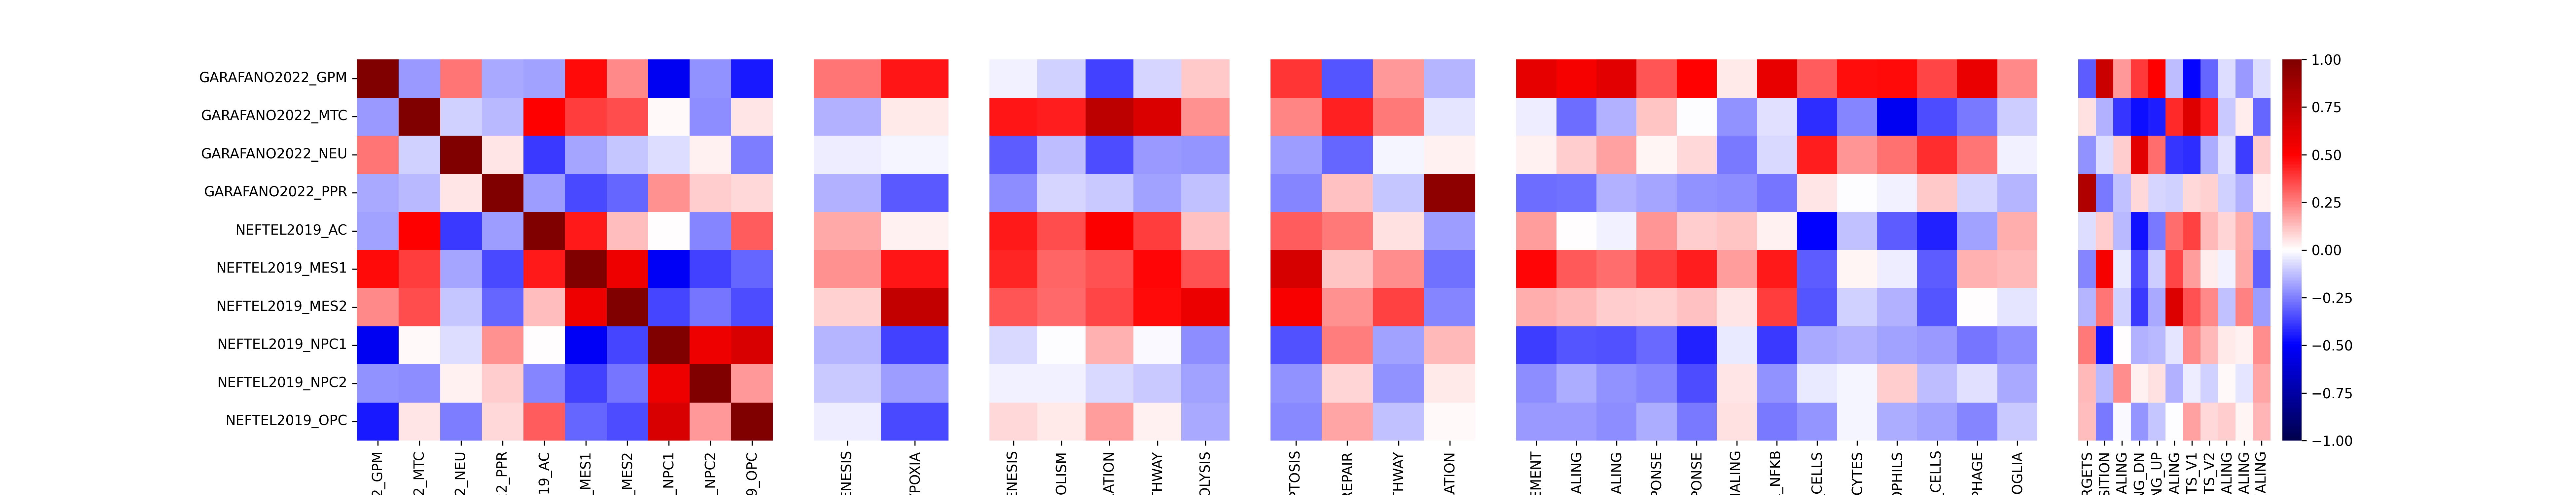 GARAFANO2022_GPM
GARAFANO2022_MTC
GARAFANO2022_NEU
GARAFANO2022_PPR
NEFTEL2019_AC
NEFTEL2019_MES1
NEFTEL2019_MES2
NEFTEL2019_NPC1
NEFTEL2019_NPC2
NEFTEL2019_OPC
1.00
0.75
0.50
0.25
0.00
−0.25
−0.50
−0.75
−1.00
2_GPM
2_MTC
2_NEU
2_PPR
19_AC
_MES1
_MES2
_NPC1
_NPC2
9_OPC
ENESIS
POXIA
ENESIS
OLISM
ATION
THWAY
OLYSIS
PTOSIS
REPAIR
THWAY
ATION
EMENT
ALING
ALING
PONSE
PONSE
NALING
_NFKB
CELLS
CYTES
OPHILS
_CELLS
PHAGE
OGLIA
RGETS
SITION
ALING
NG_DN
NG_UP
ALING
TS_V1
TS_V2
ALING
ALING
NALING